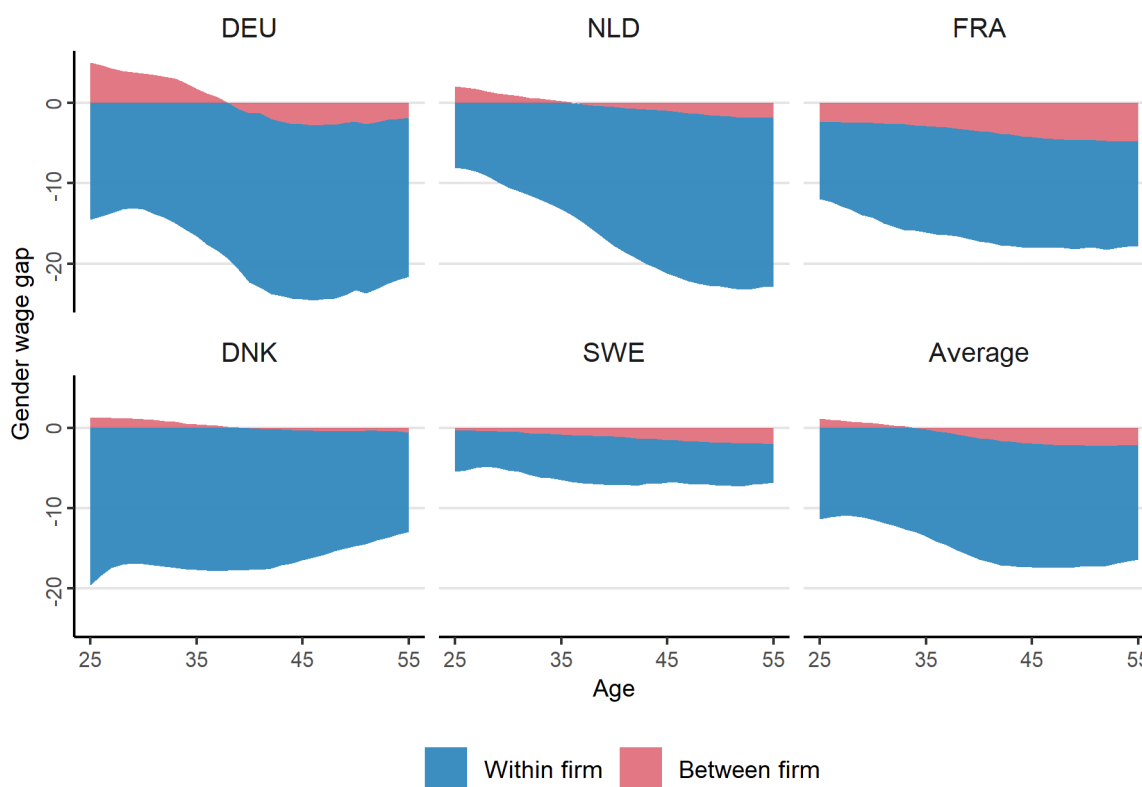 DEU NLD FRA
0
-10
-20
DNK SWE Average
0
-10
-20
Gender wage gap
25 35 45 55 25 35 45 55 25 35 45 55
Age
Within firm Between firm